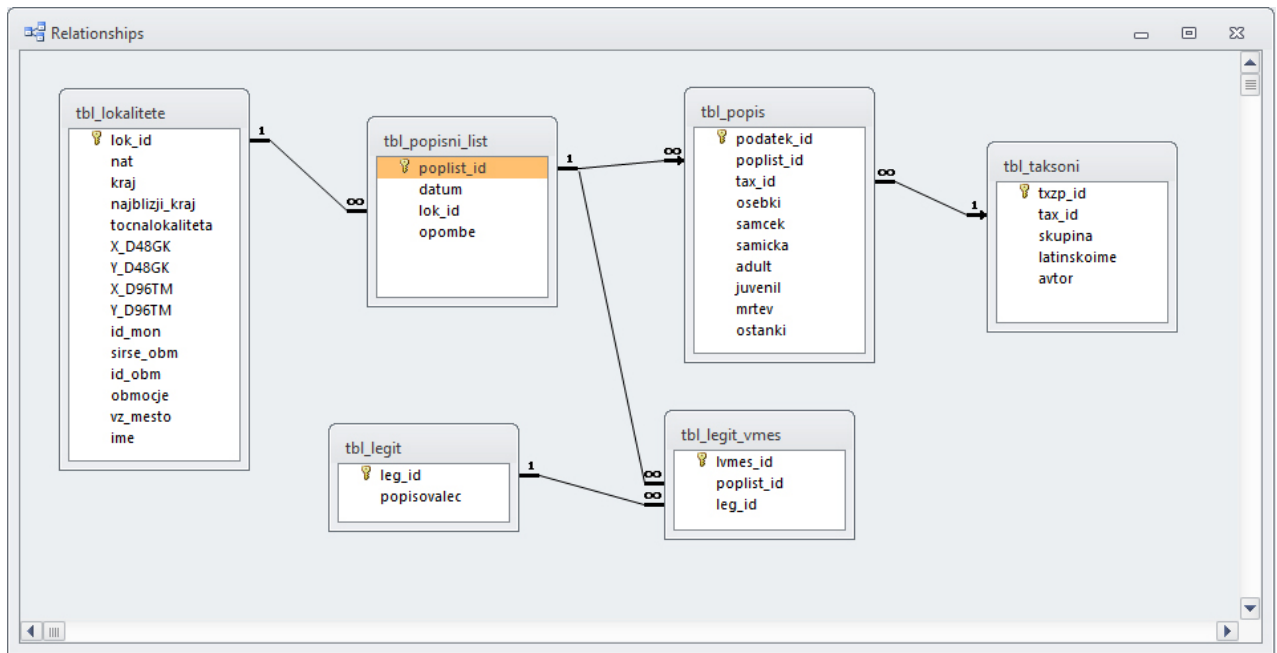 Relationships
tbl_lokalitete
lok_id
nat
kraj
najblizji_kraj
tocnalokaliteta
X_D48GK
Y_D48GK
X_D96TM
Y_D96TM
id_mon
sirse_obm
id_obm
obmocje
vz_mesto
ime
1
∞
tbl_popisni_list
poplist_id
datum
lok_id
opombe
1
∞
∞
tbl_popis
podatek_id
poplist_id
tax_id
osebki
samcek
samicka
adult
juvenil
mrtev
ostanki
∞
1
tbl_taksoni
txzp_id
tax_id
skupina
latinskoime
avtor
tbl_legit
leg_id
popisovalec
1
∞
tbl_legit_vmes
lvmes_id
poplist_id
leg_id